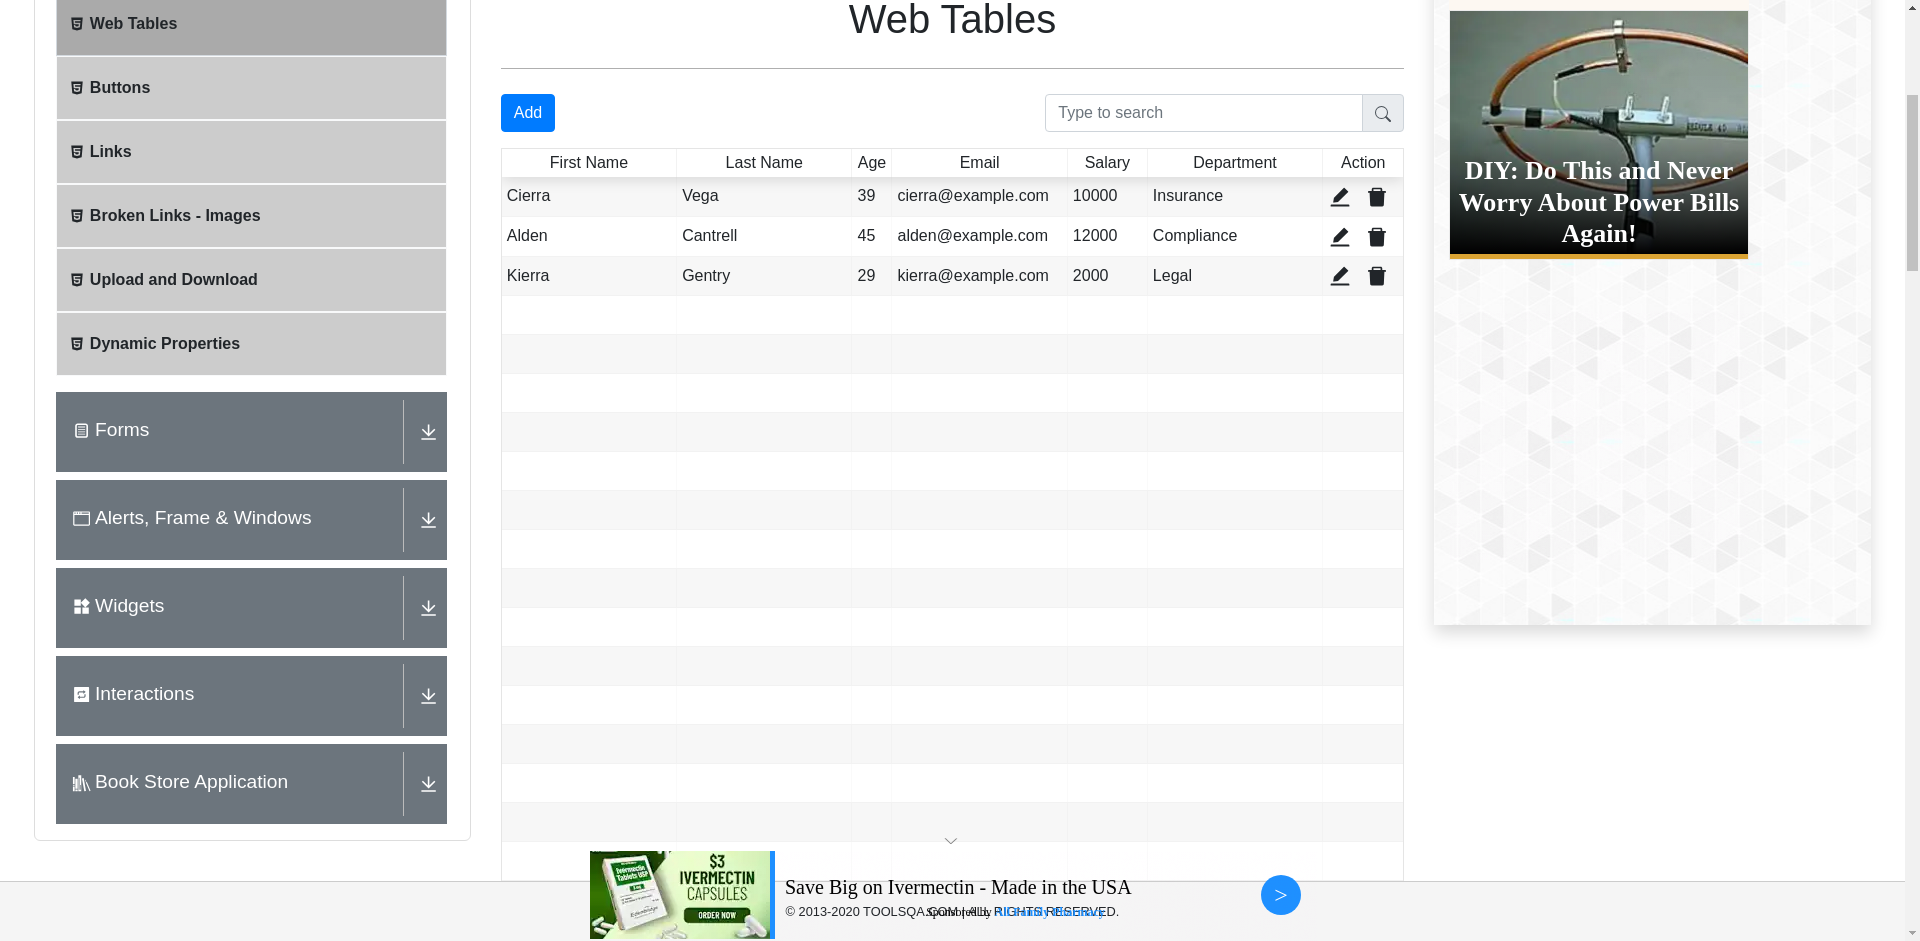 Web Tables
Buttons
Links
Broken Links - Images
Upload and Download
Dynamic Properties
Forms
Alerts, Frame & Windows
Widgets
Interactions
Book Store Application
Web Tables
Add
Type to search
First Name Last Name Age Email Salary Department Action
Cierra Vega 39 cierra@example.com 10000 Insurance
Alden Cantrell 45 alden@example.com 12000 Compliance
Kierra Gentry 29 kierra@example.com 2000 Legal
DIY: Do This and Never
Worry About Power Bills
Again!
$3
IVERMECTIN
CAPSULES
ORDER NOW
Save Big on Ivermectin - Made in the USA
© 2013-2020 TOOLSQA.COM | ALL RIGHTS RESERVED.
>